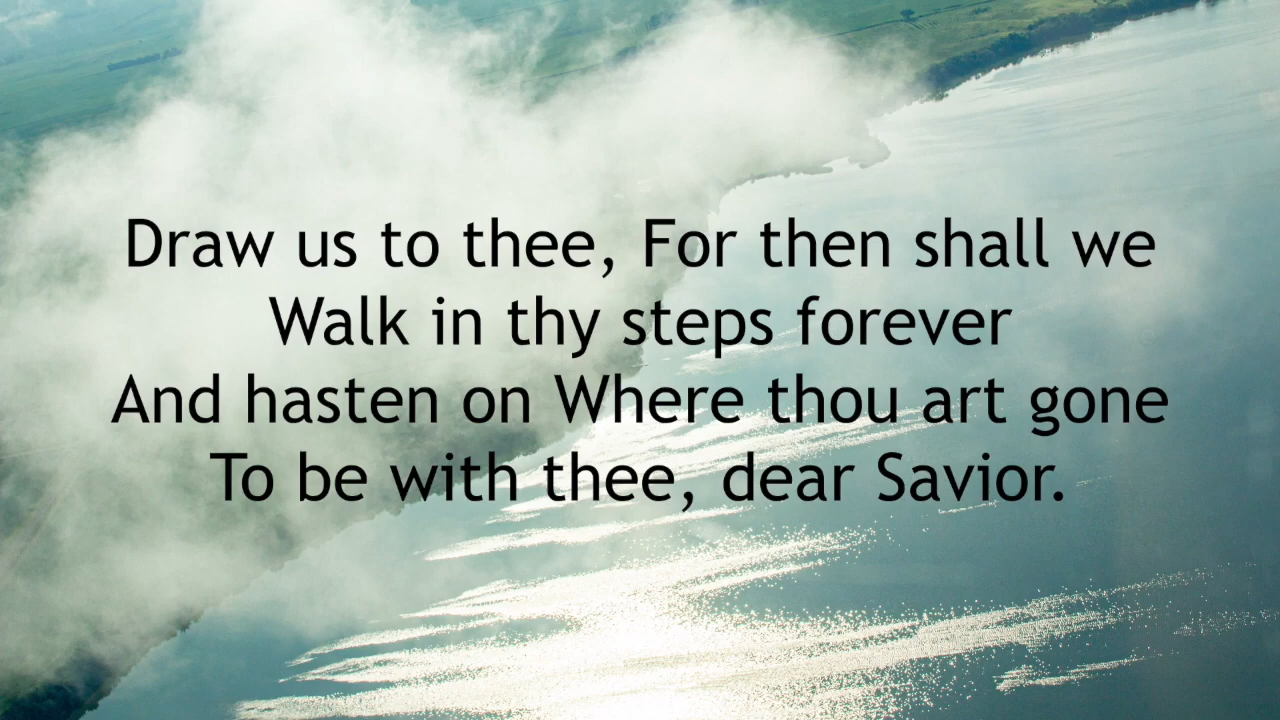 Draw us to thee, For then shall we
Walk in thy steps forever
And hasten on Where thou art gone
To be with thee, dear Savior.